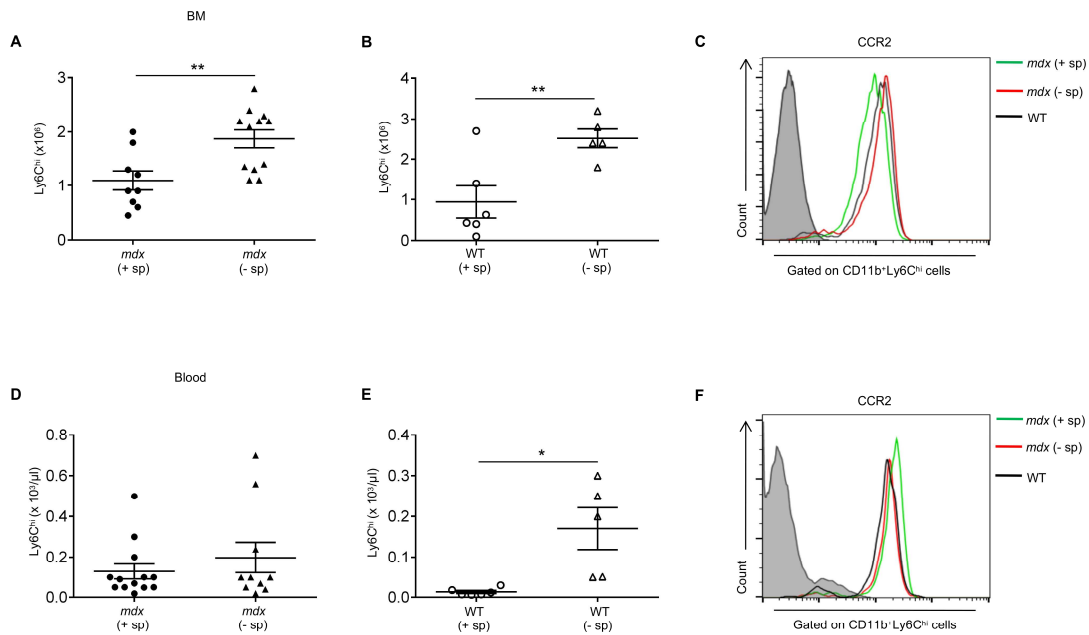 BM
A
**
3
2
1
0
Ly6Cʰⁱ (x10⁶)
mdx
(+ sp)
mdx
(- sp)
B
**
4
3
2
1
0
Ly6Cʰⁱ (x10⁶)
WT
(+ sp)
WT
(- sp)
C
CCR2
Count
Gated on CD11b⁺Ly6Cʰⁱ cells
mdx (+ sp)
mdx (- sp)
WT
Blood
D
0.8
0.6
0.4
0.2
0.0
Ly6Cʰⁱ (x 10³/µl)
mdx
(+ sp)
mdx
(- sp)
E
*
0.4
0.3
0.2
0.1
0.0
Ly6Cʰⁱ (x 10³/µl)
WT
(+ sp)
WT
(- sp)
F
CCR2
Count
Gated on CD11b⁺Ly6Cʰⁱ cells
mdx (+ sp)
mdx (- sp)
WT